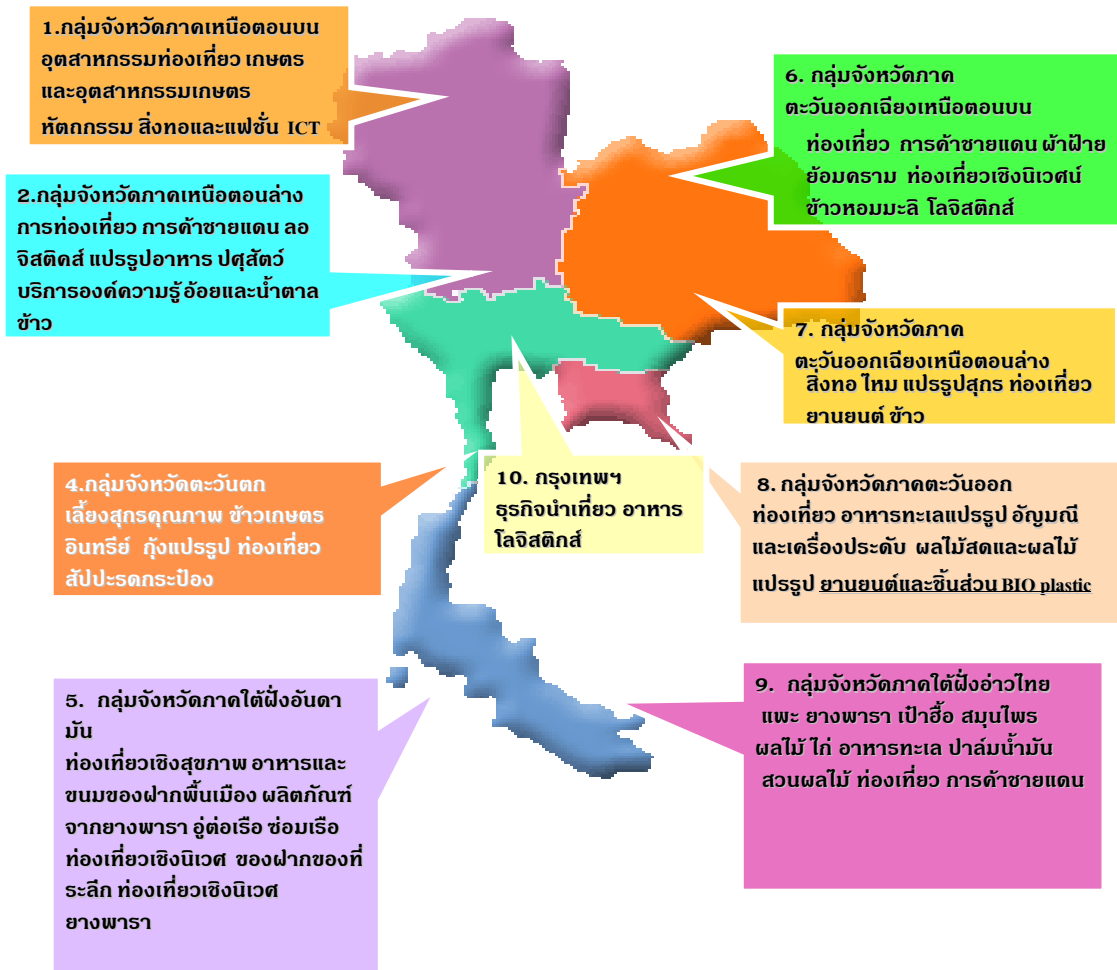 1.กลุ่มจังหวัดภาคเหนือตอนบน
อุตสาหกรรมท่องเที่ยว เกษตร
และอุตสาหกรรมเกษตร
หัตถกรรม สิ่งทอและแฟชั่น ICT
2.กลุ่มจังหวัดภาคเหนือตอนล่าง
การท่องเที่ยว การค้าชายแดน ลอ
จิสติคส์ แปรรูปอาหาร ปศุสัตว์
บริการองค์ความรู้ อ้อยและน้ำตาล
ข้าว
4.กลุ่มจังหวัดตะวันตก
เลี้ยงสุกรคุณภาพ ข้าวเกษตร
อินทรีย์ กุ้งแปรรูป ท่องเที่ยว
สัปปะรดกระป๋อง
5. กลุ่มจังหวัดภาคใต้ฝั่งอันดา
มัน
ท่องเที่ยวเชิงสุขภาพ อาหารและ
ขนมของฝากพื้นเมือง ผลิตภัณฑ์
จากยางพารา อู่ต่อเรือ ซ่อมเรือ
ท่องเที่ยวเชิงนิเวศ ของฝากของที่
ระลึก ท่องเที่ยวเชิงนิเวศ
ยางพารา
6. กลุ่มจังหวัดภาค
ตะวันออกเฉียงเหนือตอนบน
ท่องเที่ยว การค้าชายแดน ผ้าฝ้าย
ย้อมคราม ท่องเที่ยวเชิงนิเวศน์
ข้าวหอมมะลิ โลจิสติกส์
7. กลุ่มจังหวัดภาค
ตะวันออกเฉียงเหนือตอนล่าง
สิ่งทอ ไหม แปรรูปสุกร ท่องเที่ยว
ยานยนต์ ข้าว
8. กลุ่มจังหวัดภาคตะวันออก
ท่องเที่ยว อาหารทะเลแปรรูป อัญมณี
และเครื่องประดับ ผลไม้สดและผลไม้
แปรรูป ยานยนต์และชิ้นส่วน BIO plastic
9. กลุ่มจังหวัดภาคใต้ฝั่งอ่าวไทย
แพะ ยางพารา เป๋าฮื้อ สมุนไพร
ผลไม้ ไก่ อาหารทะเล ปาล์มน้ำมัน
สวนผลไม้ ท่องเที่ยว การค้าชายแดน
10. กรุงเทพฯ
ธุรกิจนำเที่ยว อาหาร
โลจิสติกส์